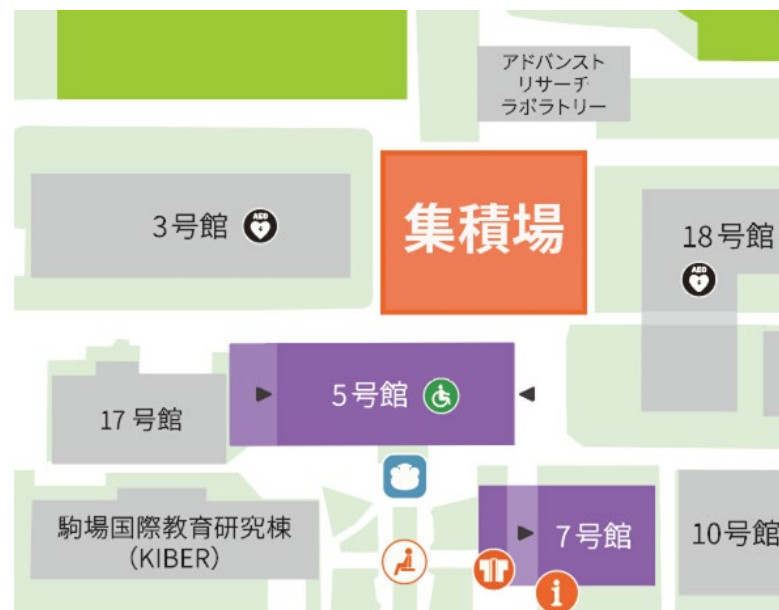 アドバンスト
リサーチ
ラボラトリー
3号館
AED
集積場
18号館
AED
5号館
17号館
駒場国際教育研究棟
(KIBER)
7号館
10号館
i